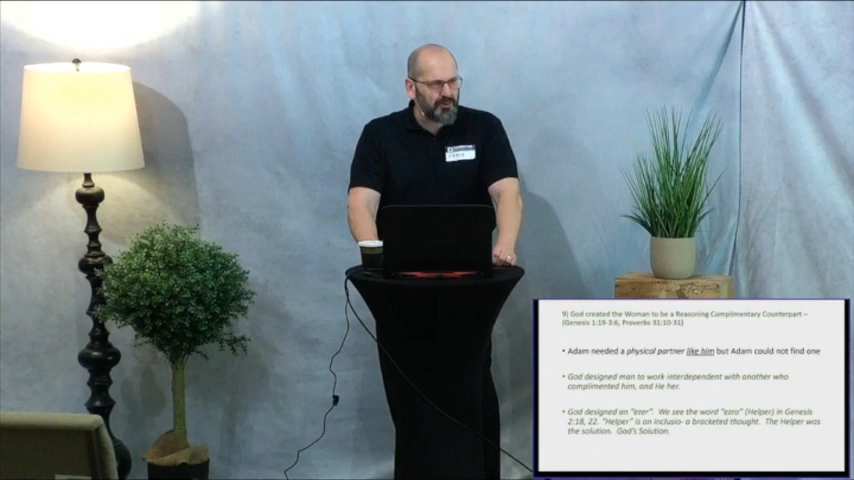 9) God created the Woman to be a Reasoning Complimentary Counterpart –
(Genesis 1:19-3:6, Proverbs 31:10-31)
• Adam needed a physical partner like him but Adam could not find one
• God designed man to work interdependent with another who
complimented him, and He her.
• God designed an "ezer". We see the word "ezra" (Helper) in Genesis
2:18, 22. "Helper" is an inclusio- a bracketed thought. The Helper was
the solution. God's Solution.